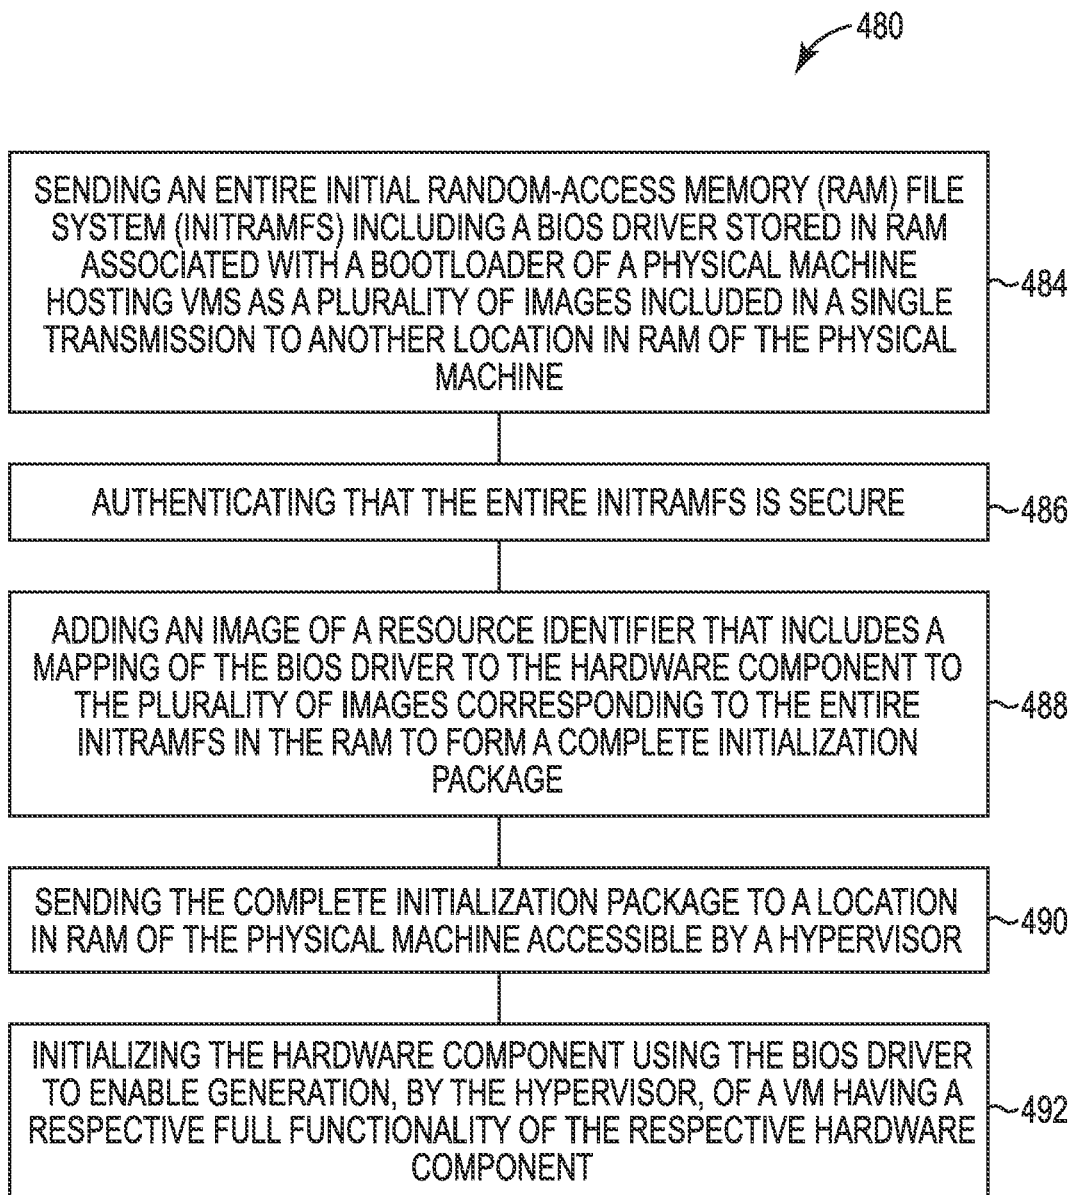 480
SENDING AN ENTIRE INITIAL RANDOM-ACCESS MEMORY (RAM) FILE
SYSTEM (INITRAMFS) INCLUDING A BIOS DRIVER STORED IN RAM
ASSOCIATED WITH A BOOTLOADER OF A PHYSICAL MACHINE
HOSTING VMS AS A PLURALITY OF IMAGES INCLUDED IN A SINGLE
TRANSMISSION TO ANOTHER LOCATION IN RAM OF THE PHYSICAL
MACHINE
484
AUTHENTICATING THAT THE ENTIRE INITRAMFS IS SECURE
486
ADDING AN IMAGE OF A RESOURCE IDENTIFIER THAT INCLUDES A
MAPPING OF THE BIOS DRIVER TO THE HARDWARE COMPONENT TO
THE PLURALITY OF IMAGES CORRESPONDING TO THE ENTIRE
INITRAMFS IN THE RAM TO FORM A COMPLETE INITIALIZATION
PACKAGE
488
SENDING THE COMPLETE INITIALIZATION PACKAGE TO A LOCATION
IN RAM OF THE PHYSICAL MACHINE ACCESSIBLE BY A HYPERVISOR
490
INITIALIZING THE HARDWARE COMPONENT USING THE BIOS DRIVER
TO ENABLE GENERATION, BY THE HYPERVISOR, OF A VM HAVING A
RESPECTIVE FULL FUNCTIONALITY OF THE RESPECTIVE HARDWARE
COMPONENT
492